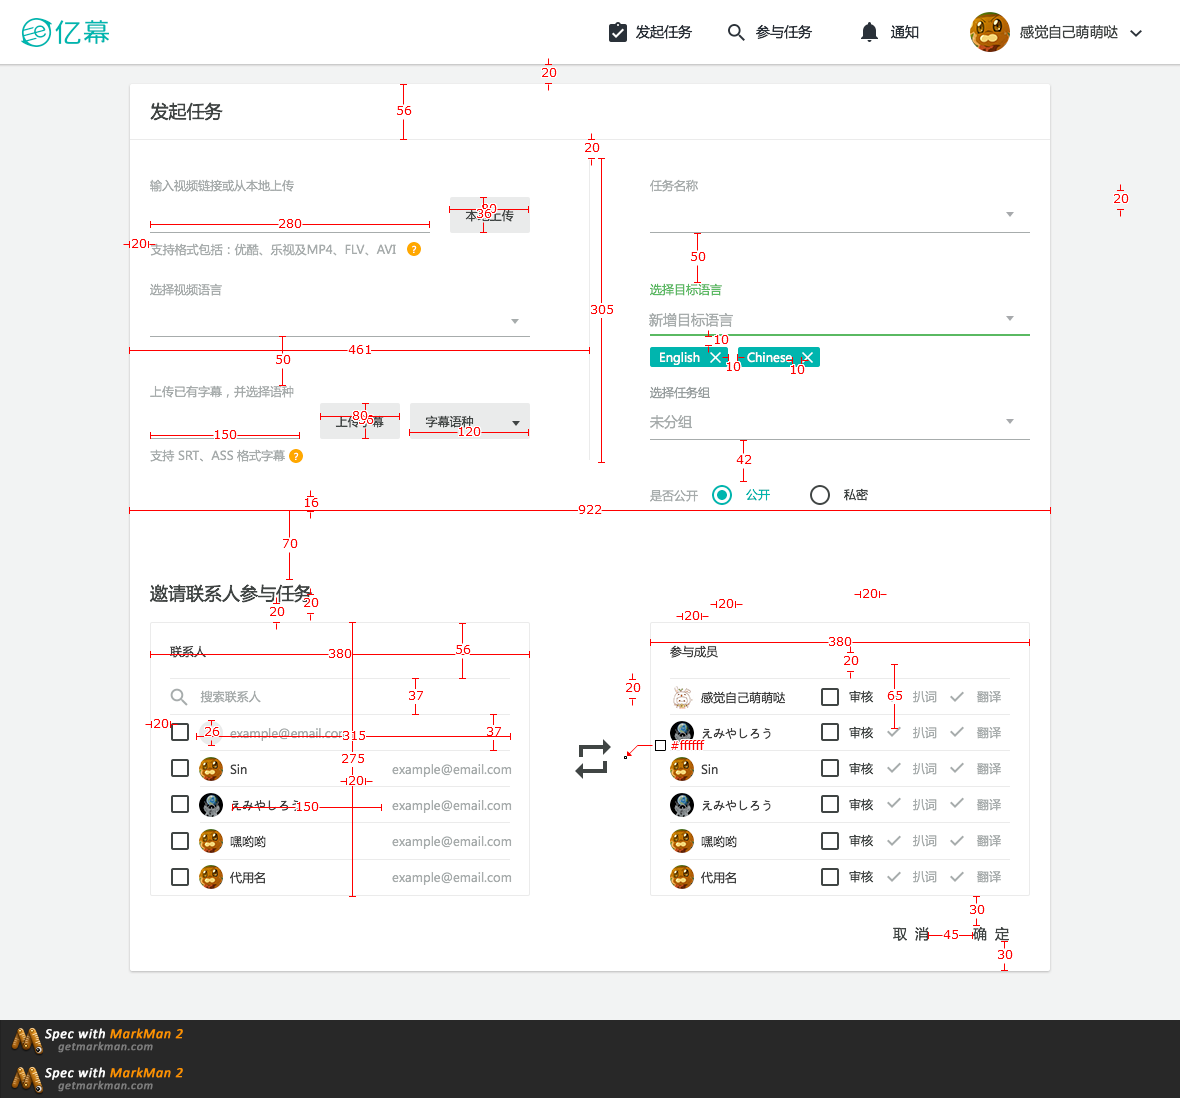 亿幕
发起任务
参与任务
通知
感觉自己萌萌哒
20
发起任务
56
20
输入视频链接或从本地上传
任务名称
280
80
36
本地上传
20
20
支持格式包括：优酷、乐视及MP4、FLV、AVI
?
50
选择视频语言
选择目标语言
305
新增目标语言
461
50
10
English
10
Chinese
10
上传已有字幕，并选择语种
选择任务组
150
80
上传字幕
字幕语种
120
未分组
支持 SRT、ASS 格式字幕
?
42
是否公开
公开
私密
16
922
70
邀请联系人参与任务
20
20
20
20
20
联系人
380
56
380
参与成员
20
20
搜索联系人
37
感觉自己萌萌哒
审核
65
扒词
翻译
20
26
example@email.com
315
37
えみやしろう
审核
扒词
翻译
#ffffff
275
Sin
example@email.com
Sin
审核
扒词
翻译
20
えみやしろう
150
example@email.com
えみやしろう
审核
扒词
翻译
嘿哟哟
example@email.com
嘿哟哟
审核
扒词
翻译
代用名
example@email.com
代用名
审核
扒词
翻译
30
取 消
45
确 定
30
Spec with MarkMan 2
getmarkman.com
Spec with MarkMan 2
getmarkman.com